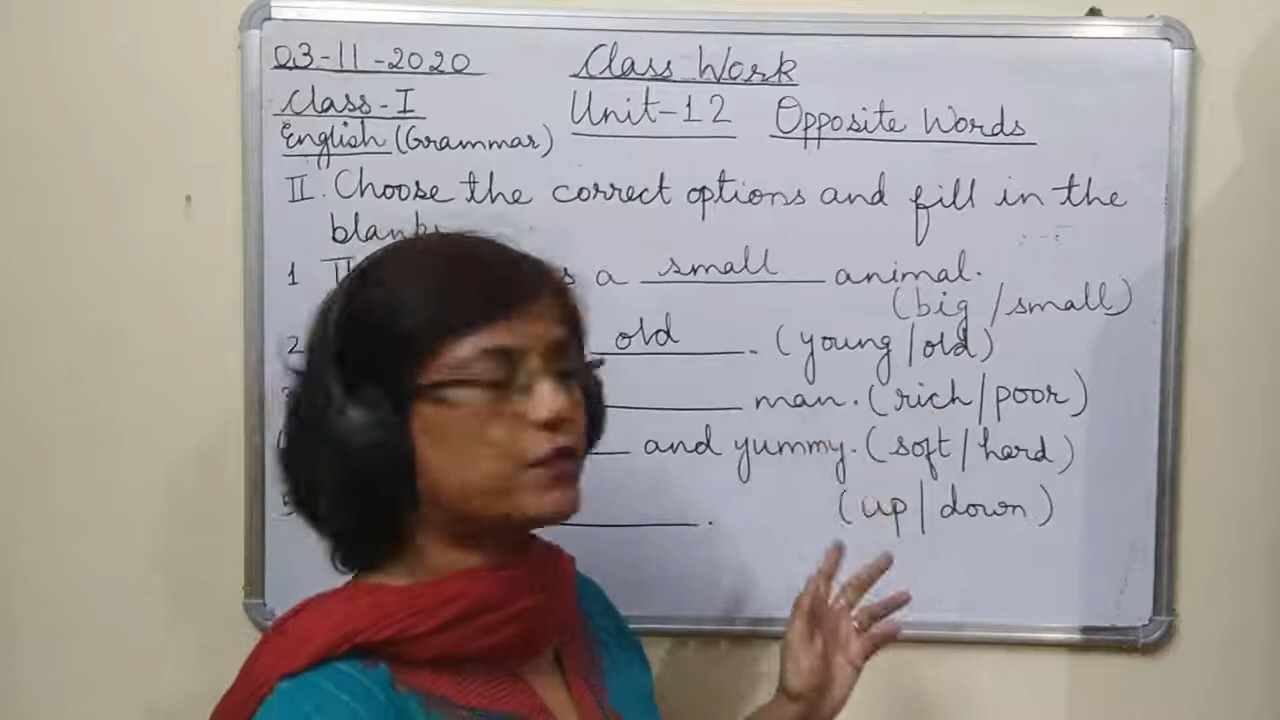 03-11-2020 Class Work
Class-I Unit-12 Opposite Words
English (Grammar)
II. Choose the correct options and fill in the
1 a small animal.
(big/small)
2 old . (young/old)
man. (rich/poor)
and yummy. (soft/hard)
5 . (up/down)